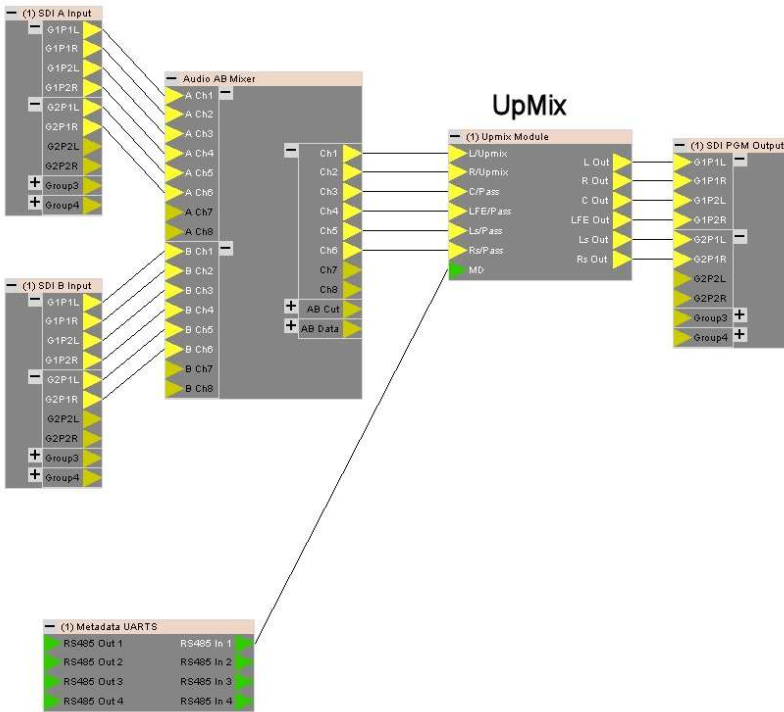 (1) SDI A Input
G1P1L
G1P1R
G1P2L
G1P2R
G2P1L
G2P1R
G2P2L
G2P2R
Group3
Group4
(1) SDI B Input
G1P1L
G1P1R
G1P2L
G1P2R
G2P1L
G2P1R
G2P2L
G2P2R
Group3
Group4
Audio AB Mixer
A Ch1
A Ch2
A Ch3
A Ch4
A Ch5
A Ch6
A Ch7
A Ch8
B Ch1
B Ch2
B Ch3
B Ch4
B Ch5
B Ch6
B Ch7
B Ch8
Ch1
Ch2
Ch3
Ch4
Ch5
Ch6
Ch7
Ch8
AB Cut
AB Data
UpMix
(1) Upmix Module
L/Upmix
R/Upmix
C/Pass
LFE/Pass
Ls/Pass
Rs/Pass
MD
L Out
R Out
C Out
LFE Out
Ls Out
Rs Out
(1) SDI PGM Output
G1P1L
G1P1R
G1P2L
G1P2R
G2P1L
G2P1R
G2P2L
G2P2R
Group3
Group4
(1) Metadata UARTS
RS485 Out 1 RS485 In 1
RS485 Out 2 RS485 In 2
RS485 Out 3 RS485 In 3
RS485 Out 4 RS485 In 4